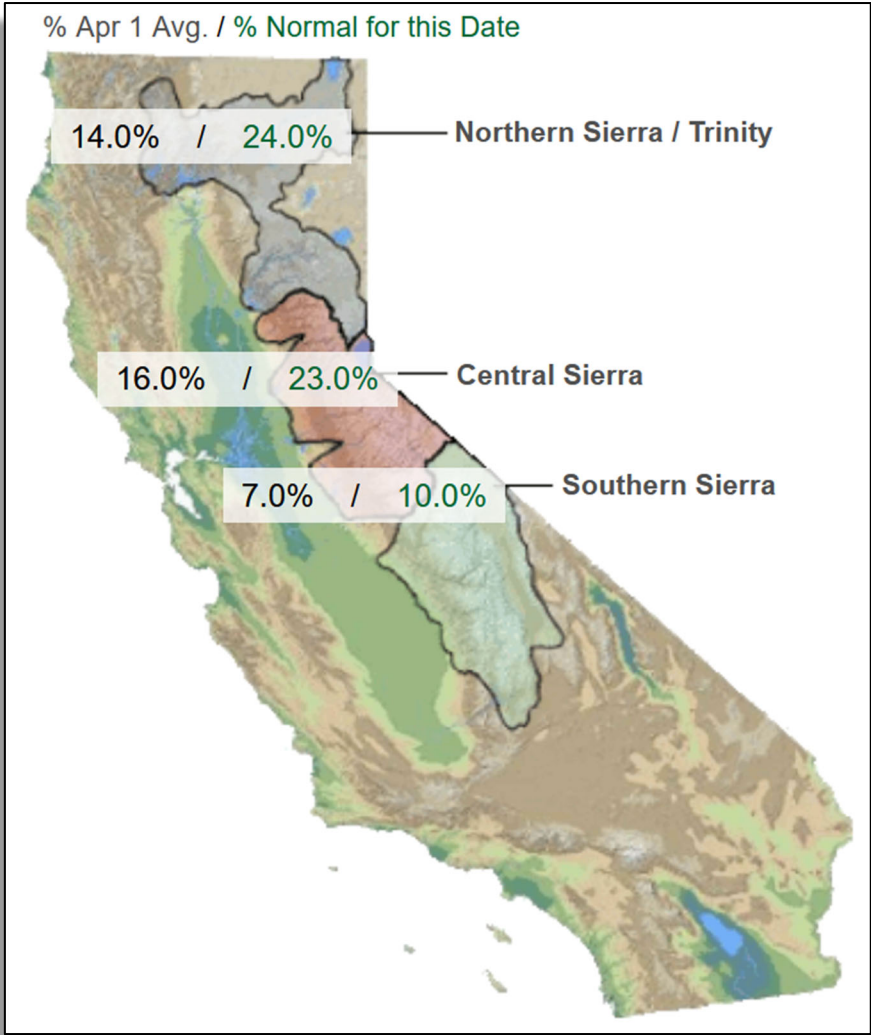 % Apr 1 Avg. / % Normal for this Date
14.0% / 24.0% Northern Sierra / Trinity
16.0% / 23.0% Central Sierra
7.0% / 10.0% Southern Sierra